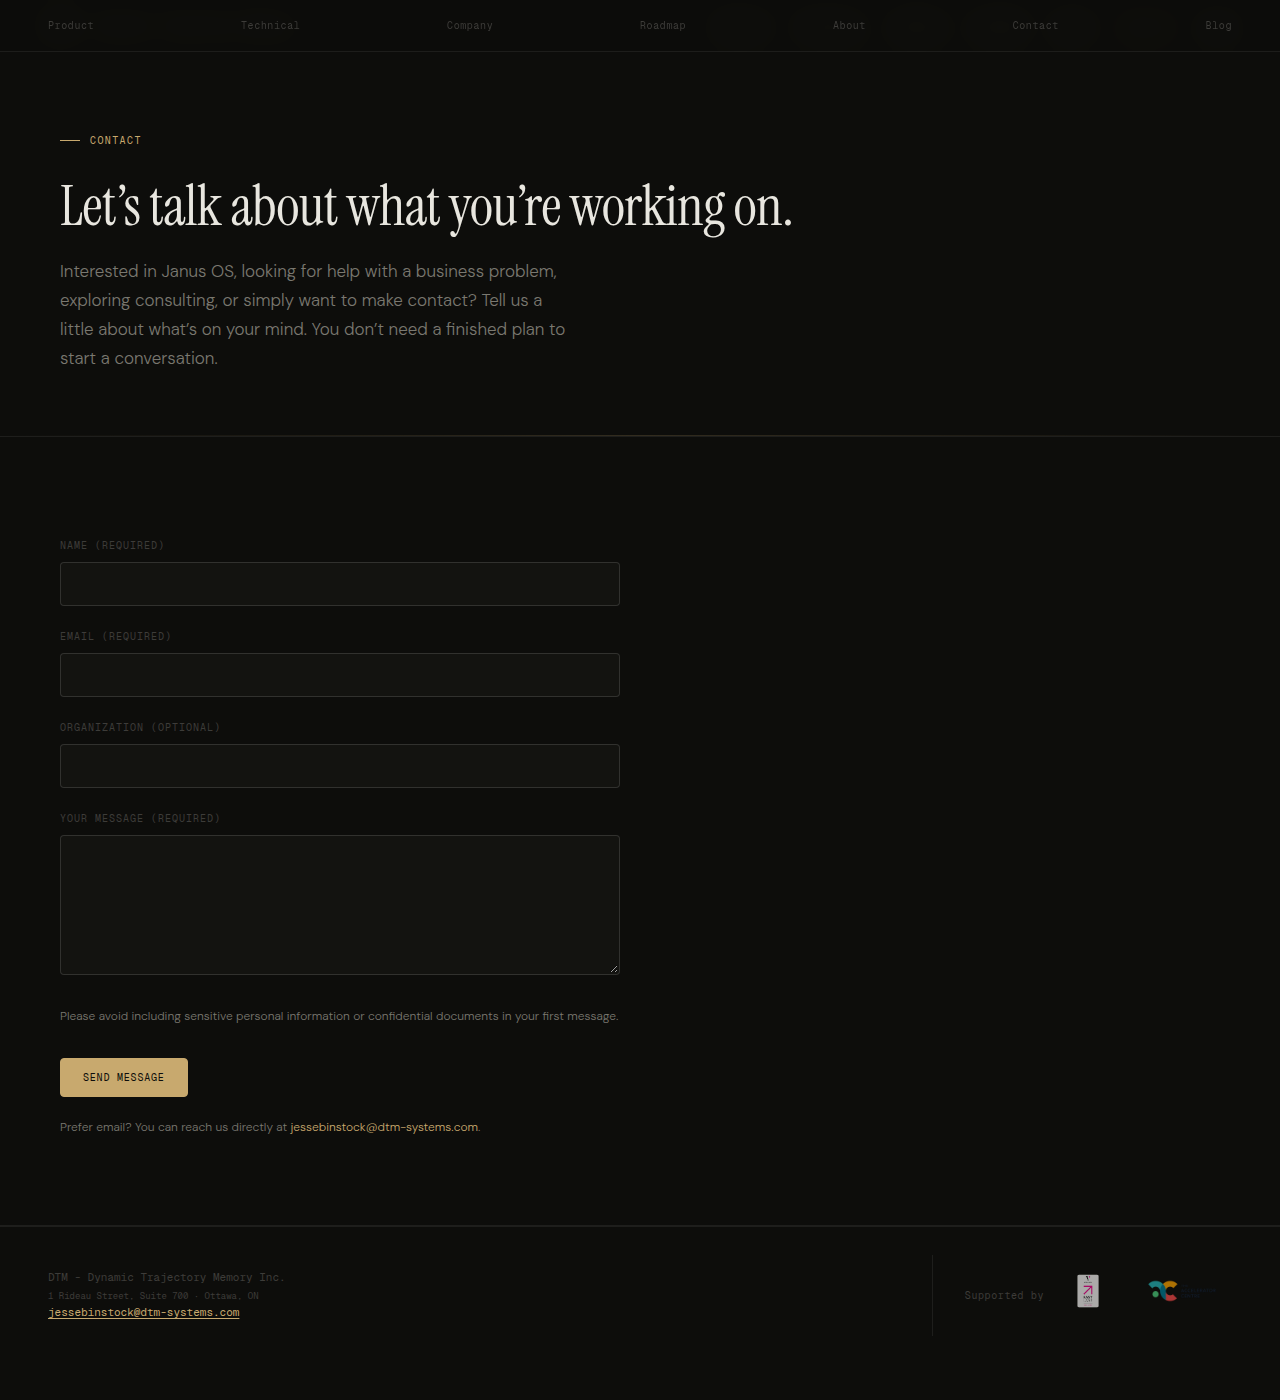 Product Technical Company Roadmap About Contact Blog
CONTACT
Let’s talk about what you’re working on.
Interested in Janus OS, looking for help with a business problem,
exploring consulting, or simply want to make contact? Tell us a
little about what’s on your mind. You don’t need a finished plan to
start a conversation.
NAME (REQUIRED)
EMAIL (REQUIRED)
ORGANIZATION (OPTIONAL)
YOUR MESSAGE (REQUIRED)
Please avoid including sensitive personal information or confidential documents in your first message.
SEND MESSAGE
Prefer email? You can reach us directly at jessebinstock@dtm-systems.com.
DTM – Dynamic Trajectory Memory Inc.
1 Rideau Street, Suite 700 · Ottawa, ON
jessebinstock@dtm-systems.com
Supported by